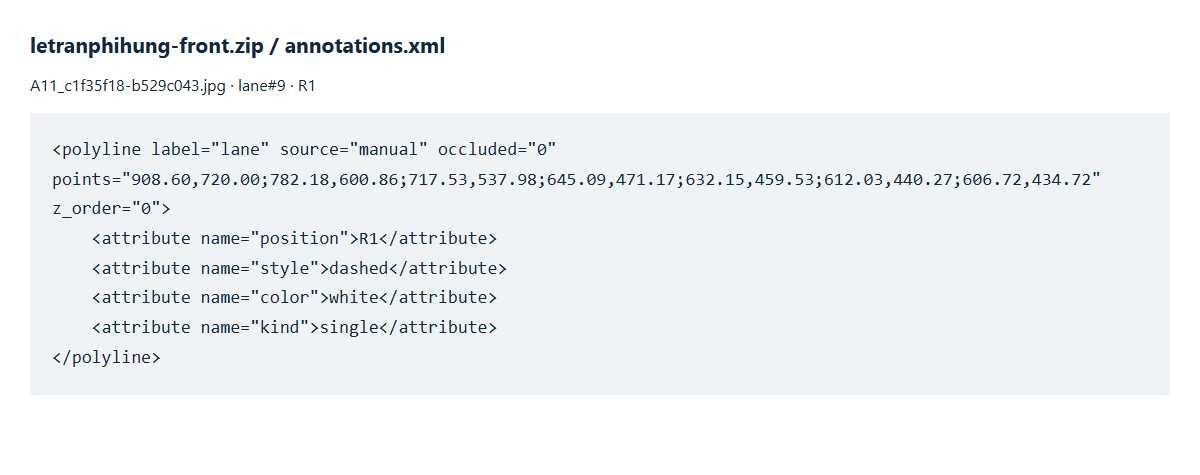 letranphihung-front.zip / annotations.xml
A11_c1f35f18-b529c043.jpg · lane#9 · R1
<polyline label="lane" source="manual" occluded="0"
points="908.60,720.00;782.18,600.86;717.53,537.98;645.09,471.17;632.15,459.53;612.03,440.27;606.72,434.72"
z_order="0">
    <attribute name="position">R1</attribute>
    <attribute name="style">dashed</attribute>
    <attribute name="color">white</attribute>
    <attribute name="kind">single</attribute>
</polyline>